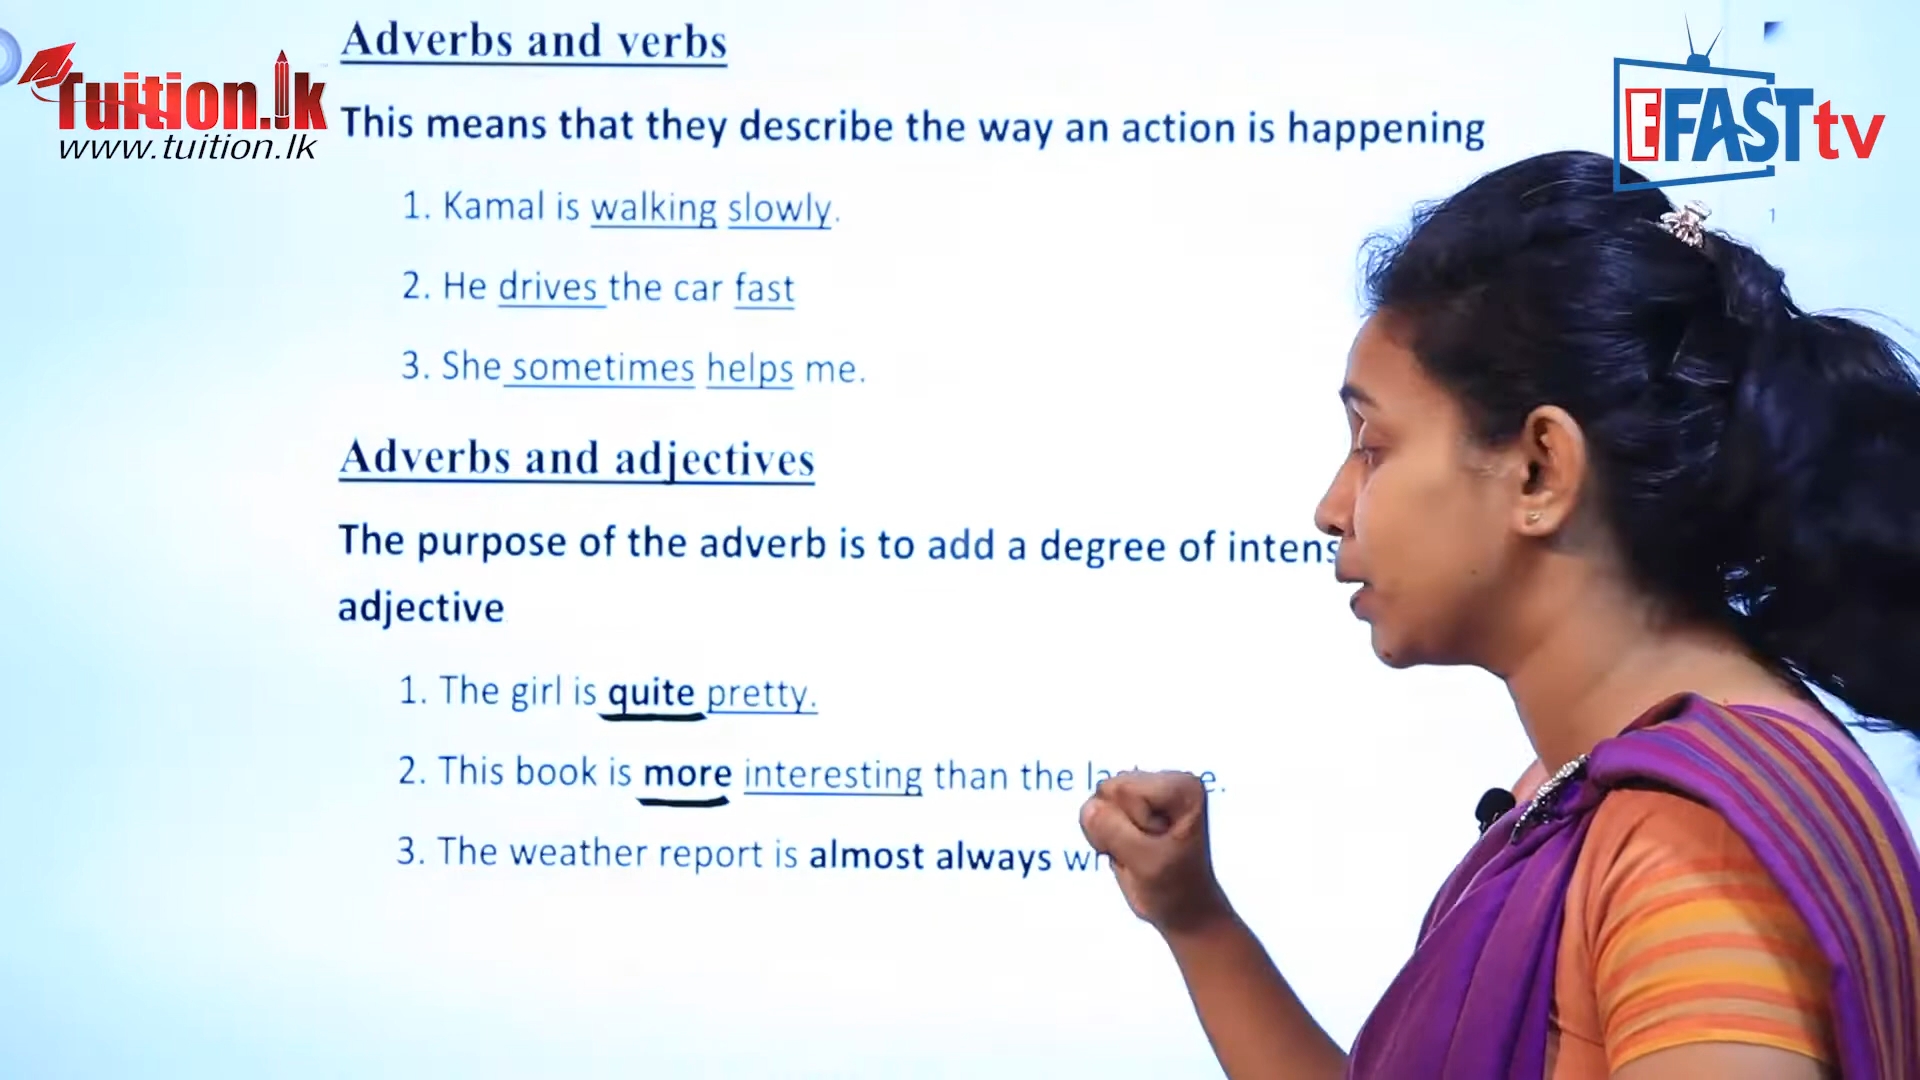 Adverbs and verbs
Tuition.lk
www.tuition.lk
EFAST tv
This means that they describe the way an action is happening
1. Kamal is walking slowly.
1
2. He drives the car fast
3. She sometimes helps me.
Adverbs and adjectives
The purpose of the adverb is to add a degree of
adjective
1. The girl is quite pretty.
2. This book is more interesting than the
3. The weather report is almost always